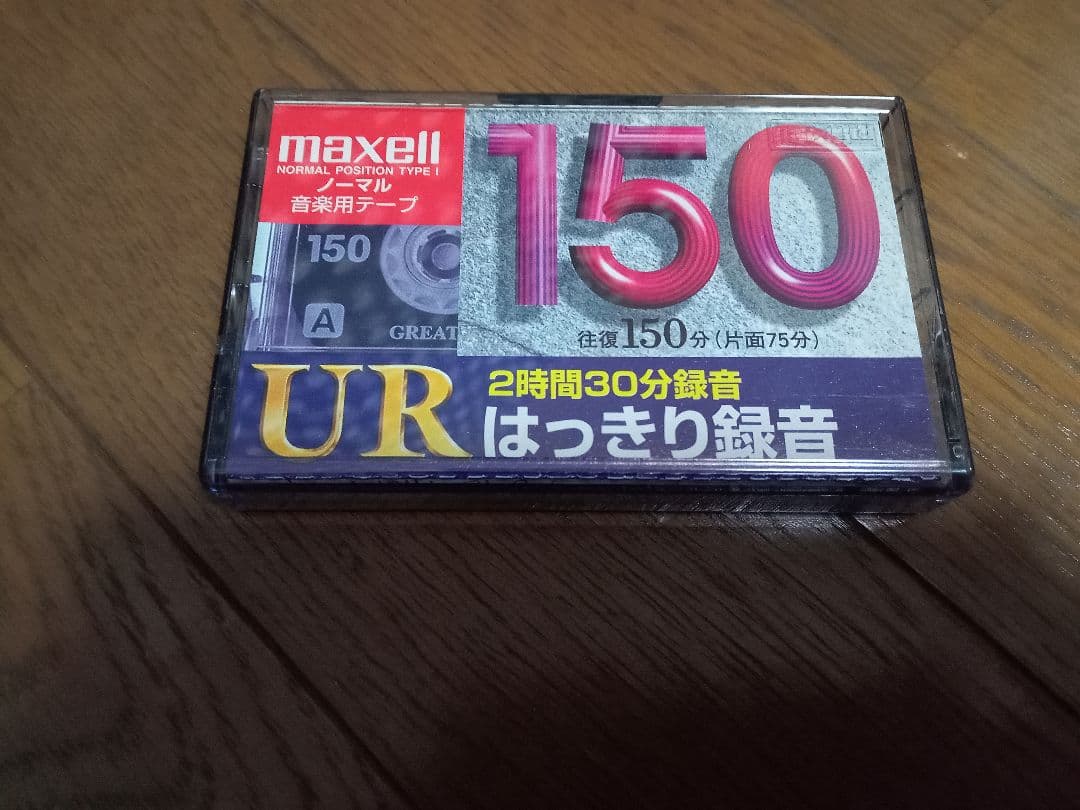 maxell
NORMAL POSITION TYPE I
ノーマル
音楽用テープ
150
150
A
GREAT
往復150分(片面75分)
UR
2時間30分録音
はっきり録音